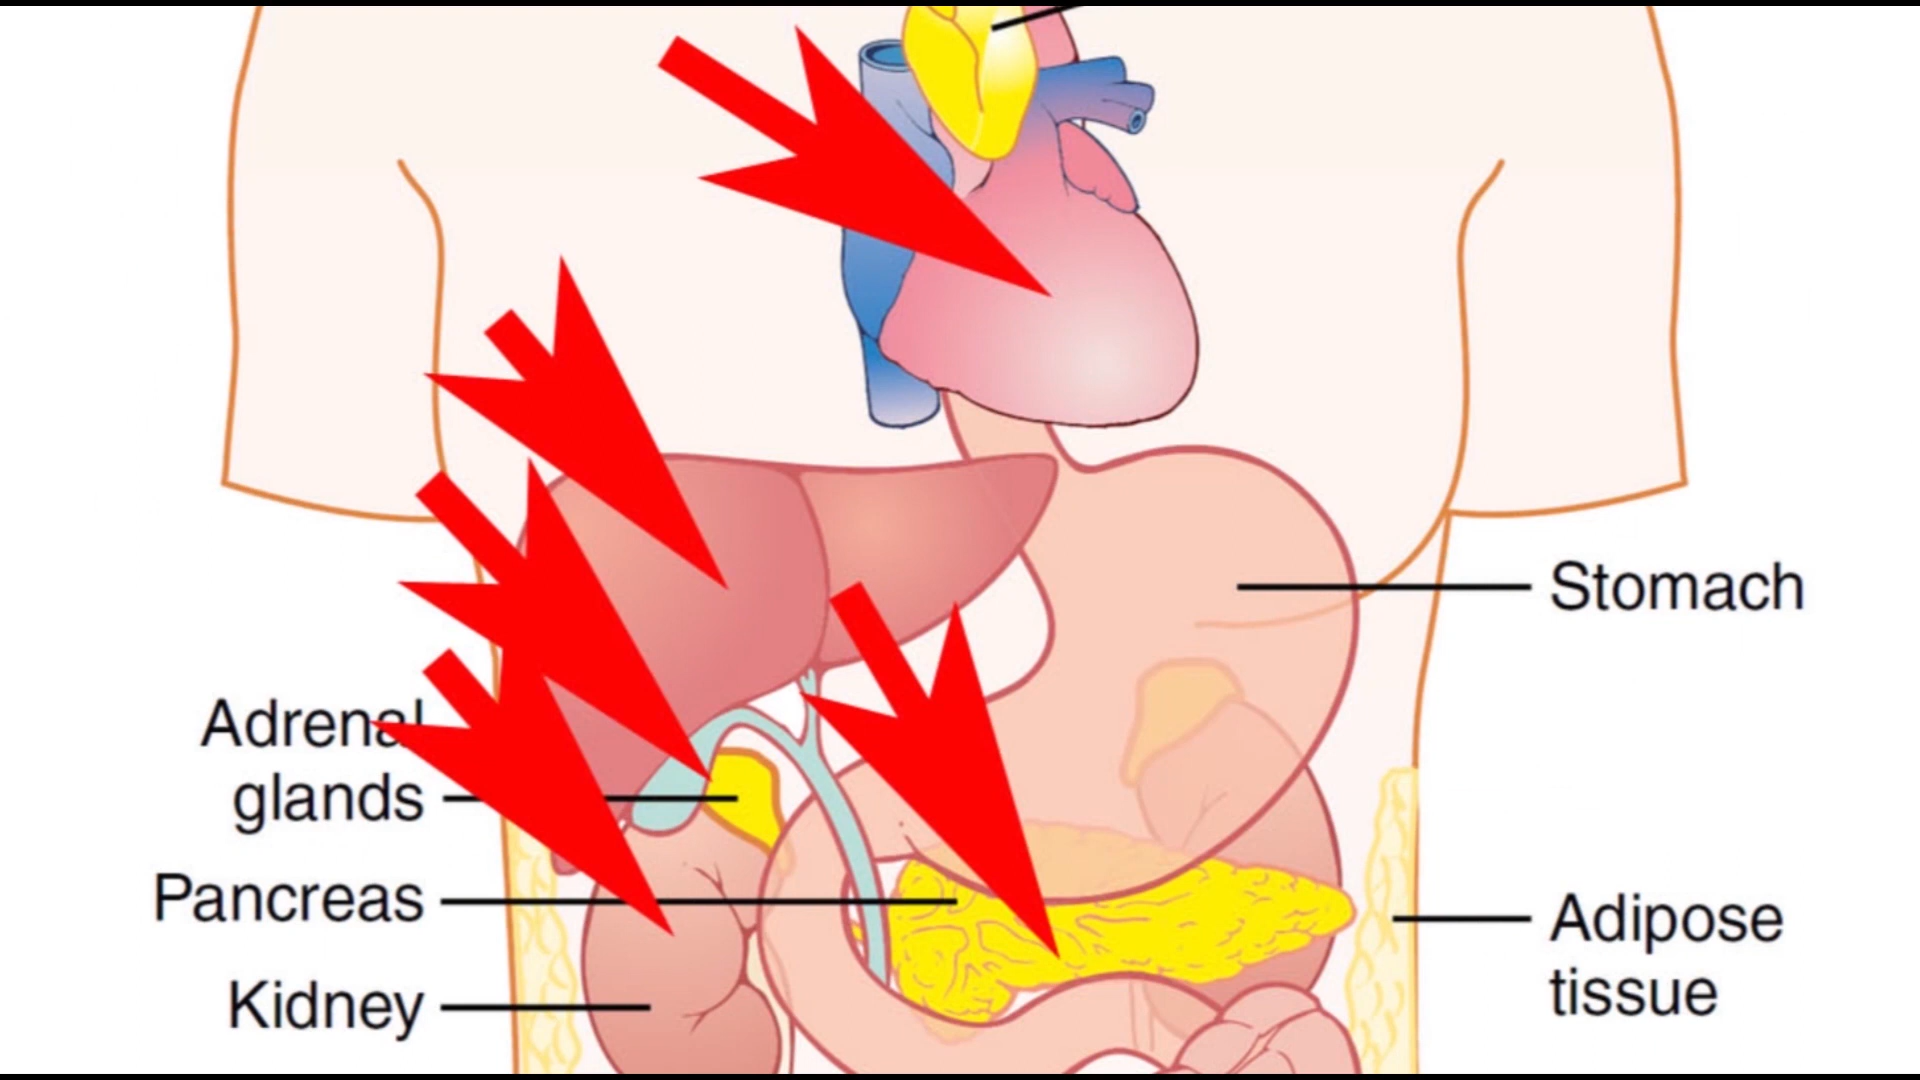 Stomach
Adrenal
glands
Pancreas
Adipose
tissue
Kidney